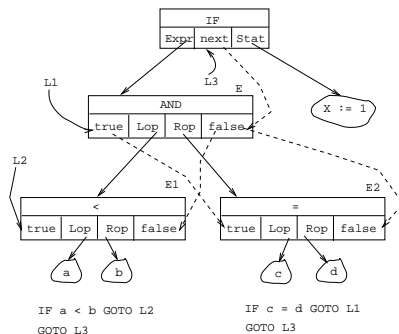 IF
Expr next Stat
L1
L3
E
AND
X := 1
true Lop Rop false
L2
E1
E2
<
=
true Lop Rop false
true Lop Rop false
a
b
c
d
IF a < b GOTO L2
GOTO L3
IF c = d GOTO L1
GOTO L3